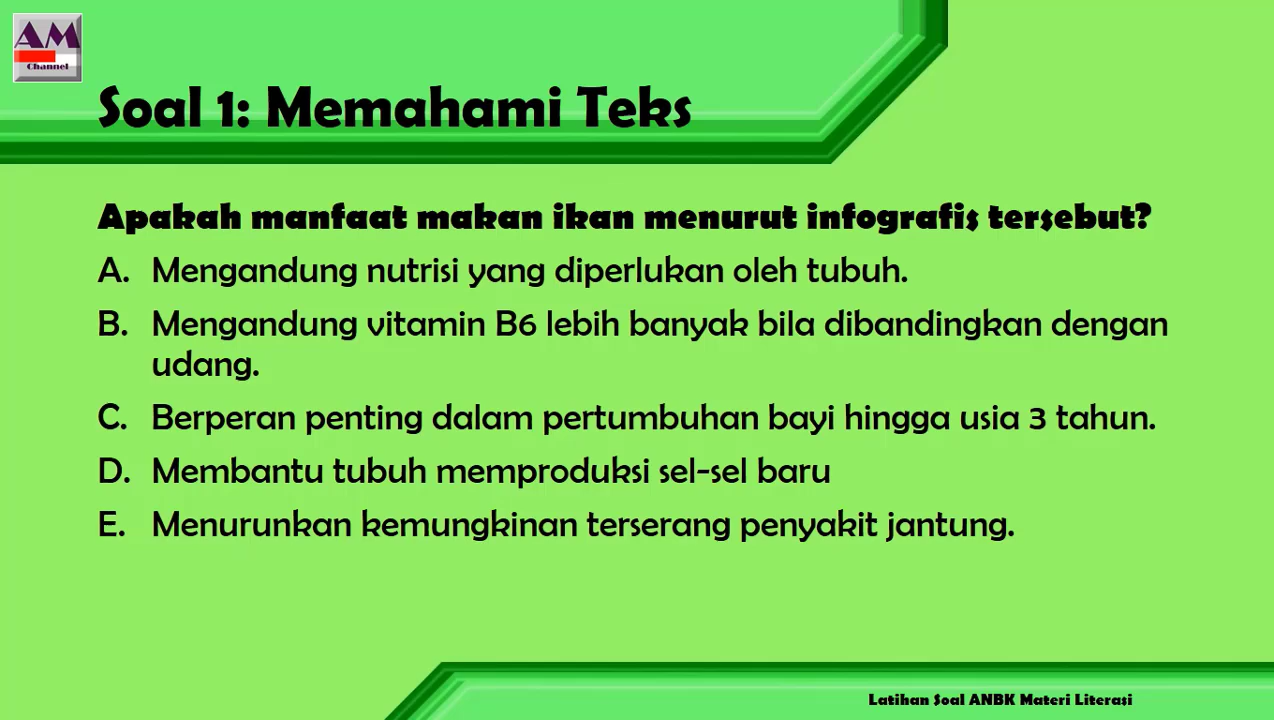 AM
Channel
Soal 1: Memahami Teks
Apakah manfaat makan ikan menurut infografis tersebut?
A. Mengandung nutrisi yang diperlukan oleh tubuh.
B. Mengandung vitamin B6 lebih banyak bila dibandingkan dengan
udang.
C. Berperan penting dalam pertumbuhan bayi hingga usia 3 tahun.
D. Membantu tubuh memproduksi sel-sel baru
E. Menurunkan kemungkinan terserang penyakit jantung.
Latihan Soal ANBK Materi Literasi